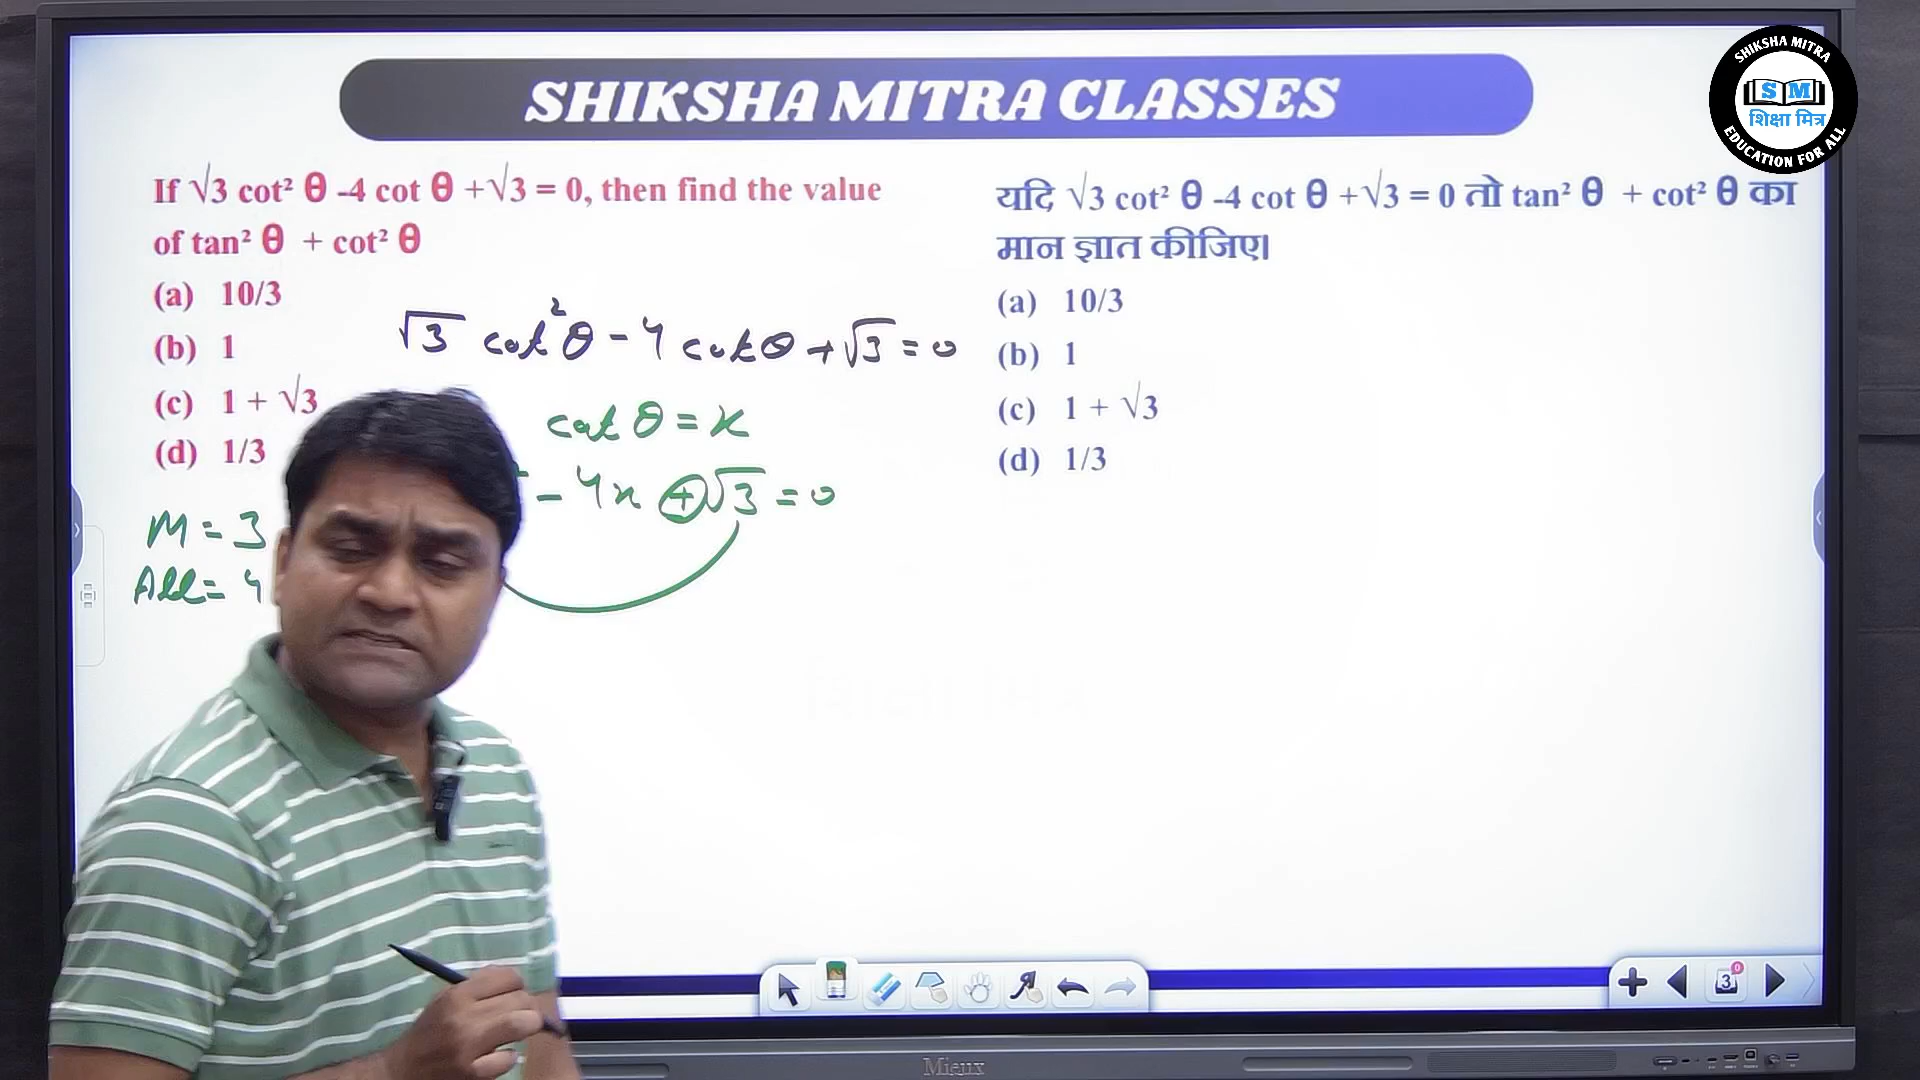 SHIKSHA MITRA CLASSES
SHIKSHA MITRA
SM
शिक्षा मित्र
EDUCATION FOR ALL
If √3 cot² θ -4 cot θ +√3 = 0, then find the value
of tan² θ + cot² θ
(a) 10/3
(b) 1
(c) 1 + √3
(d) 1/3
√3 cot²θ - 4 cotθ + √3 = 0
cot θ = x
- 4x + √3 = 0
M = 3
Add = 4
यदि √3 cot² θ -4 cot θ +√3 = 0 तो tan² θ + cot² θ का
मान ज्ञात कीजिए।
(a) 10/3
(b) 1
(c) 1 + √3
(d) 1/3
शिक्षा मित्र
3
0
Mieux